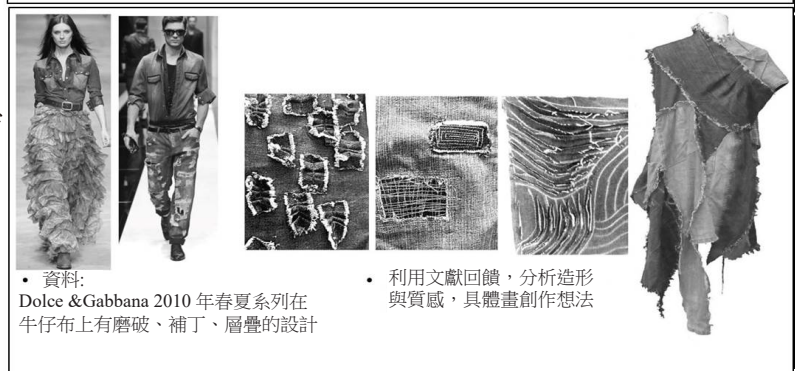 • 資料:
Dolce &Gabbana 2010 年春夏系列在
牛仔布上有磨破、補丁、層疊的設計
• 利用文獻回饋，分析造形
與質感，具體畫創作想法